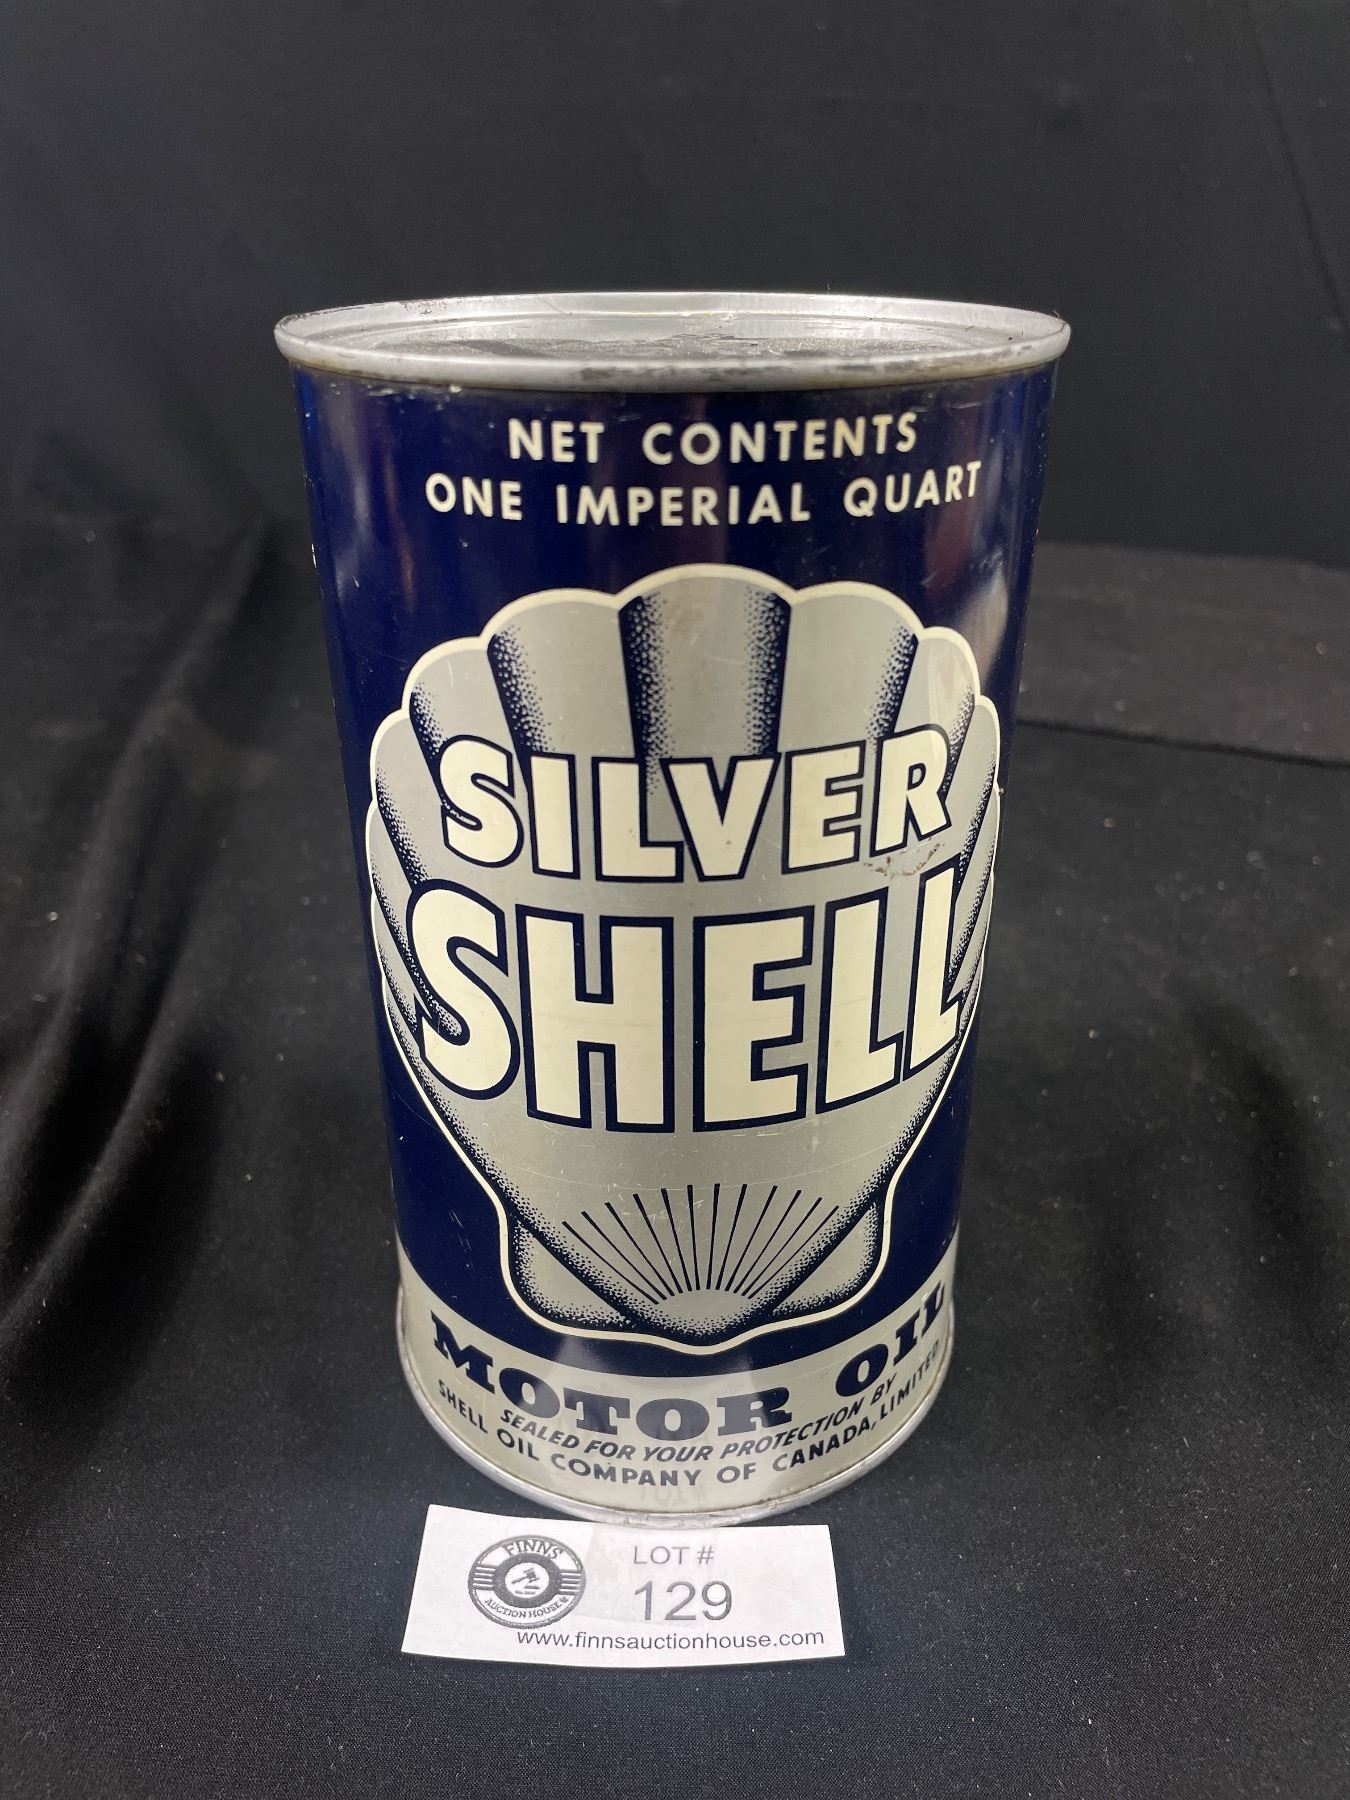 NET CONTENTS
ONE IMPERIAL QUART
SILVER
SHELL
MOTOR OIL
SEALED FOR YOUR PROTECTION BY
SHELL OIL COMPANY OF CANADA, LIMITED
FINNS
AUCTION HOUSE
LOT #
129
www.finnsauctionhouse.com